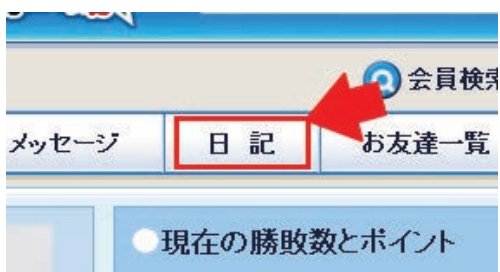 会員検索
メッセージ 日記 お友達一覧
現在の勝敗数とポイント